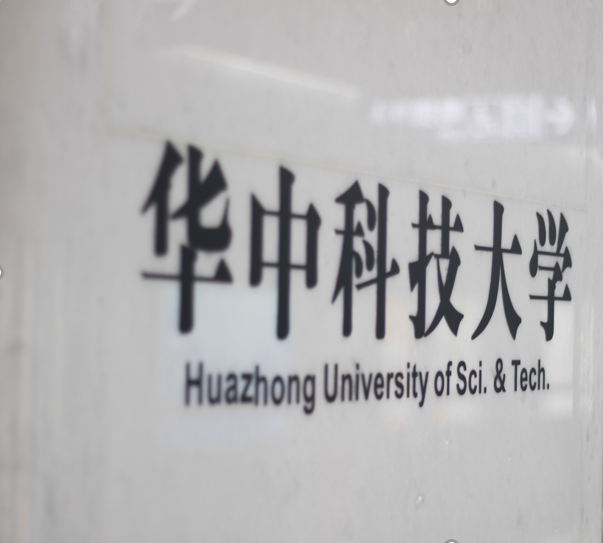 华中科技大学
Huazhong University of Sci. & Tech.